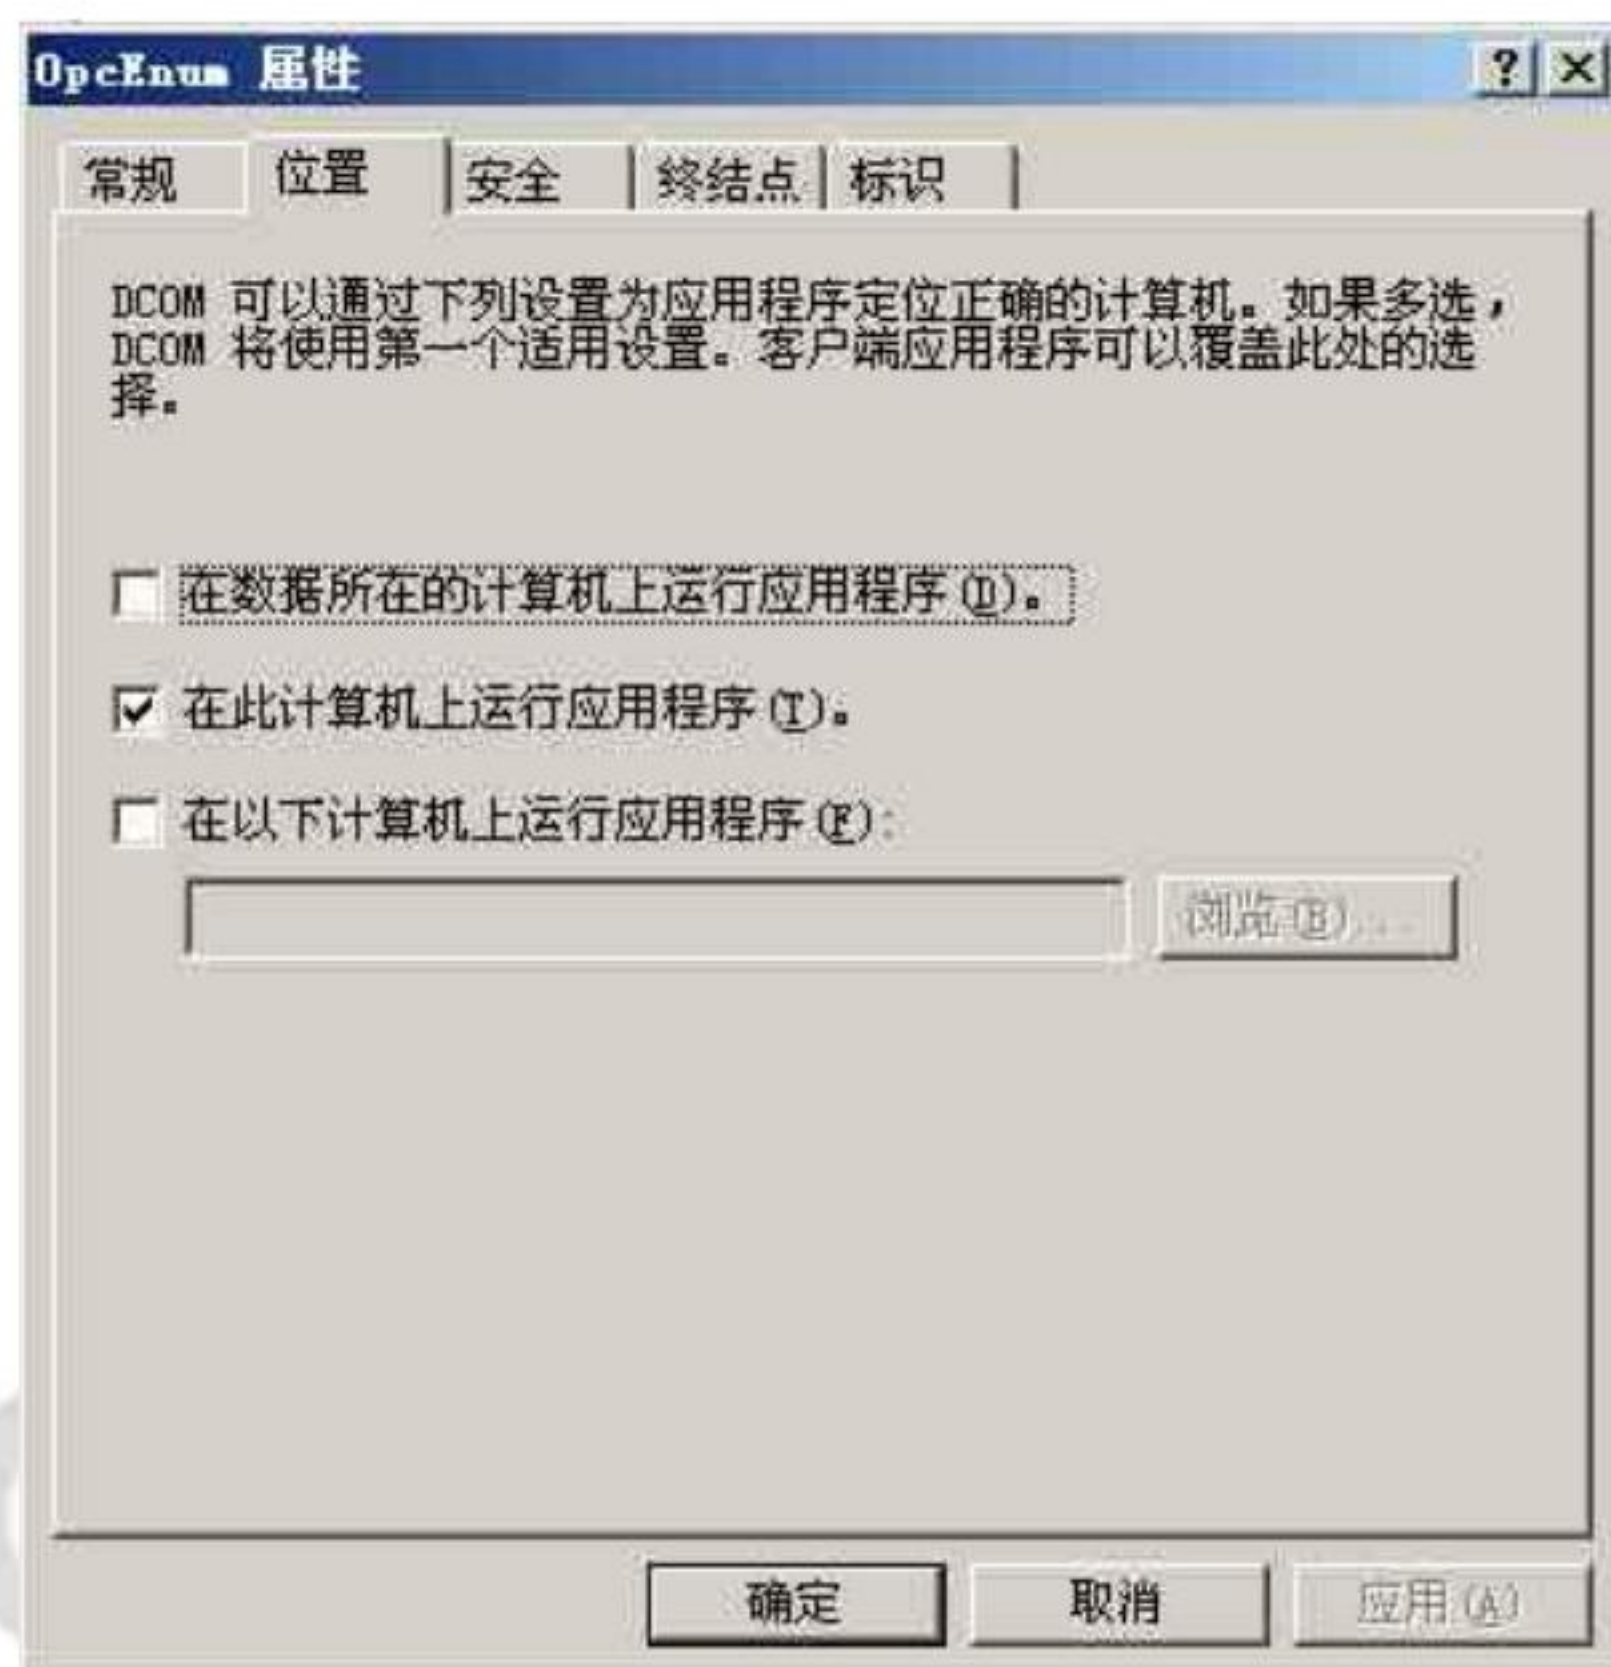 OpcEnum 属性
常规 位置 安全 终结点 标识
DCOM 可以通过下列设置为应用程序定位正确的计算机。如果多选，
DCOM 将使用第一个适用设置。客户端应用程序可以覆盖此处的选
择。
在数据所在的计算机上运行应用程序(D)。
在此计算机上运行应用程序(T)。
在以下计算机上运行应用程序(F):
浏览(B)...
确定 取消 应用(A)